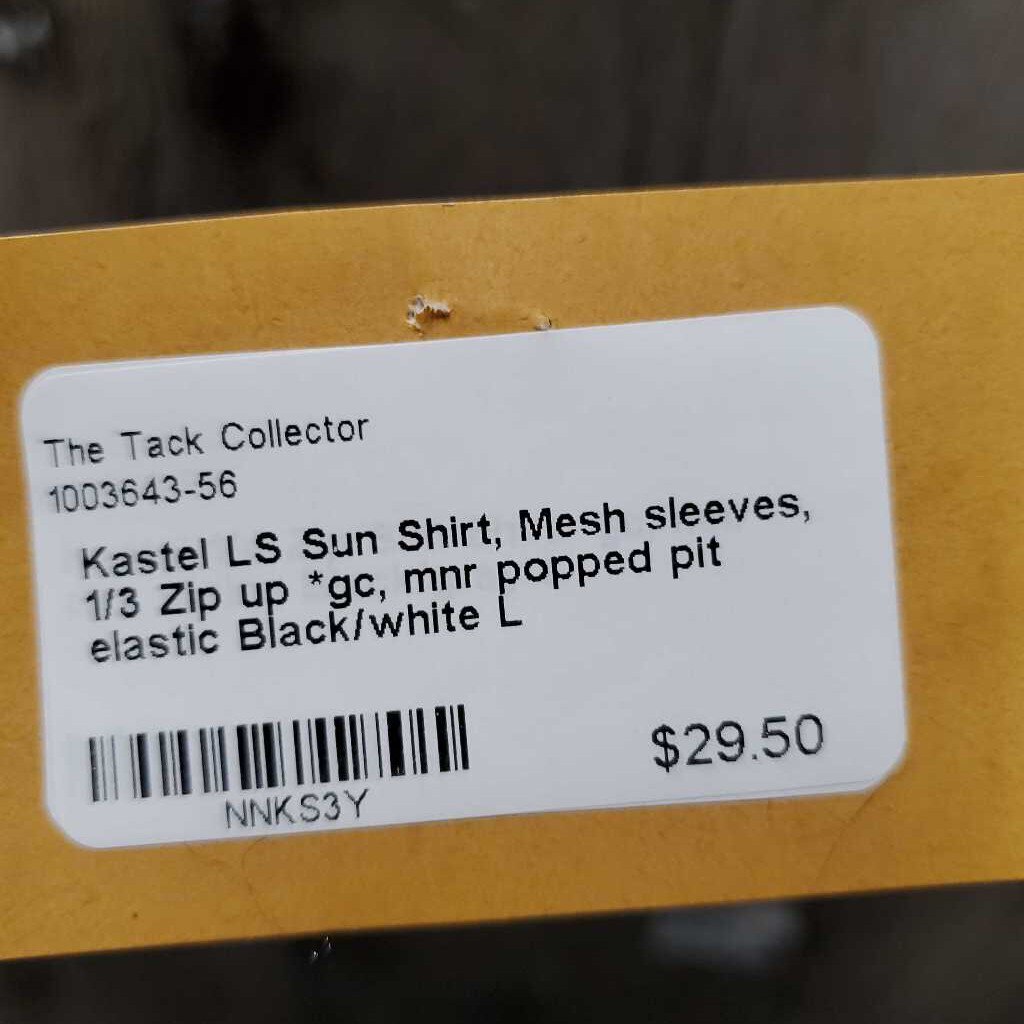 The Tack Collector
1003643-56
Kastel LS Sun Shirt, Mesh sleeves,
1/3 Zip up *gc, mnr popped pit
elastic Black/white L
$29.50
NNKS3Y